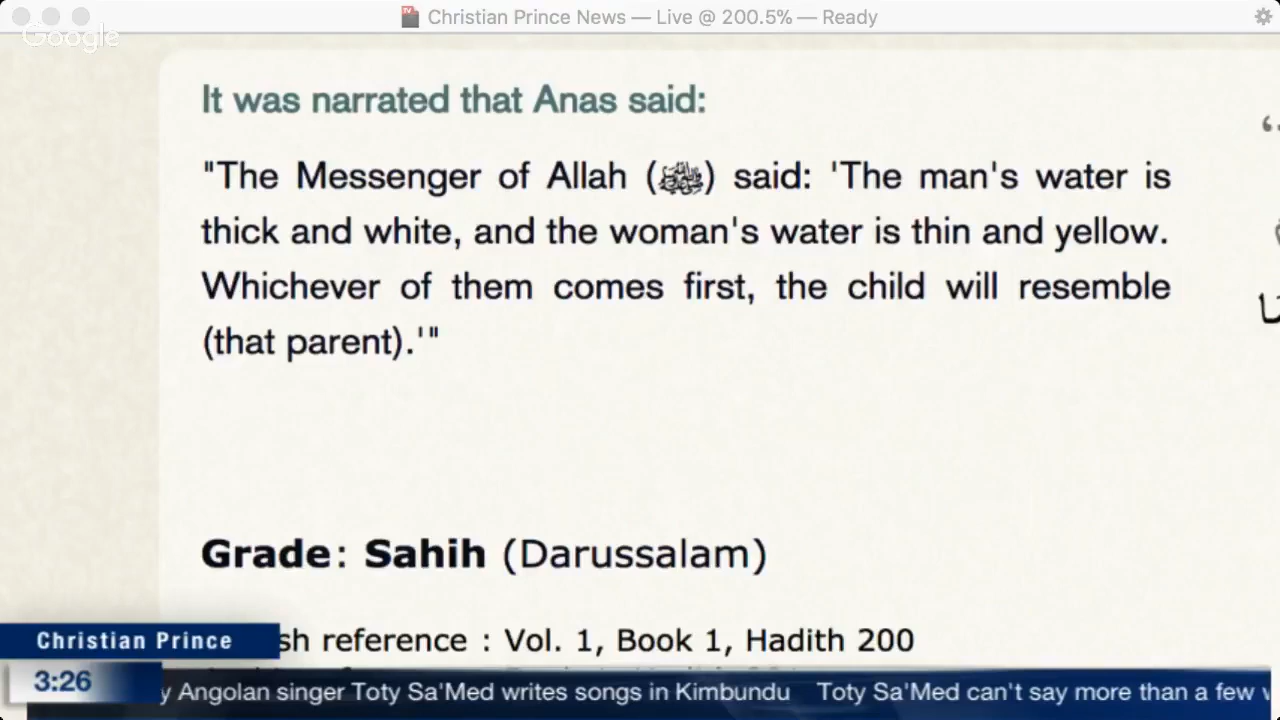 Christian Prince News — Live @ 200.5% — Ready
Google
It was narrated that Anas said:
"The Messenger of Allah (ﷺ) said: 'The man's water is
thick and white, and the woman's water is thin and yellow.
Whichever of them comes first, the child will resemble
(that parent).'"
Grade: Sahih (Darussalam)
sh reference : Vol. 1, Book 1, Hadith 200
Christian Prince
3:26
y Angolan singer Toty Sa'Med writes songs in Kimbundu Toty Sa'Med can't say more than a few